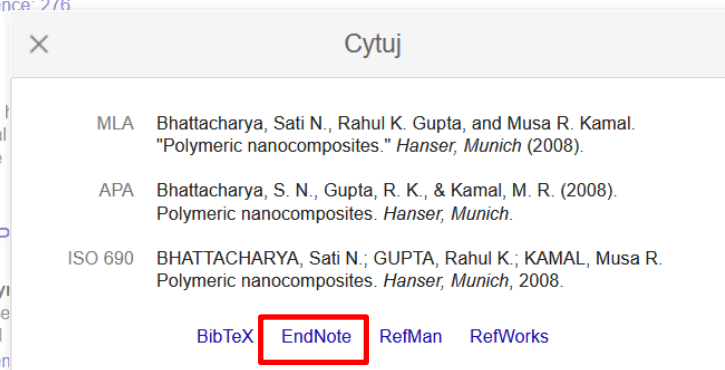 ence: 276
Cytuj
MLA Bhattacharya, Sati N., Rahul K. Gupta, and Musa R. Kamal.
"Polymeric nanocomposites." Hanser, Munich (2008).
APA Bhattacharya, S. N., Gupta, R. K., & Kamal, M. R. (2008).
Polymeric nanocomposites. Hanser, Munich.
ISO 690 BHATTACHARYA, Sati N.; GUPTA, Rahul K.; KAMAL, Musa R.
Polymeric nanocomposites. Hanser, Munich, 2008.
BibTeX EndNote RefMan RefWorks